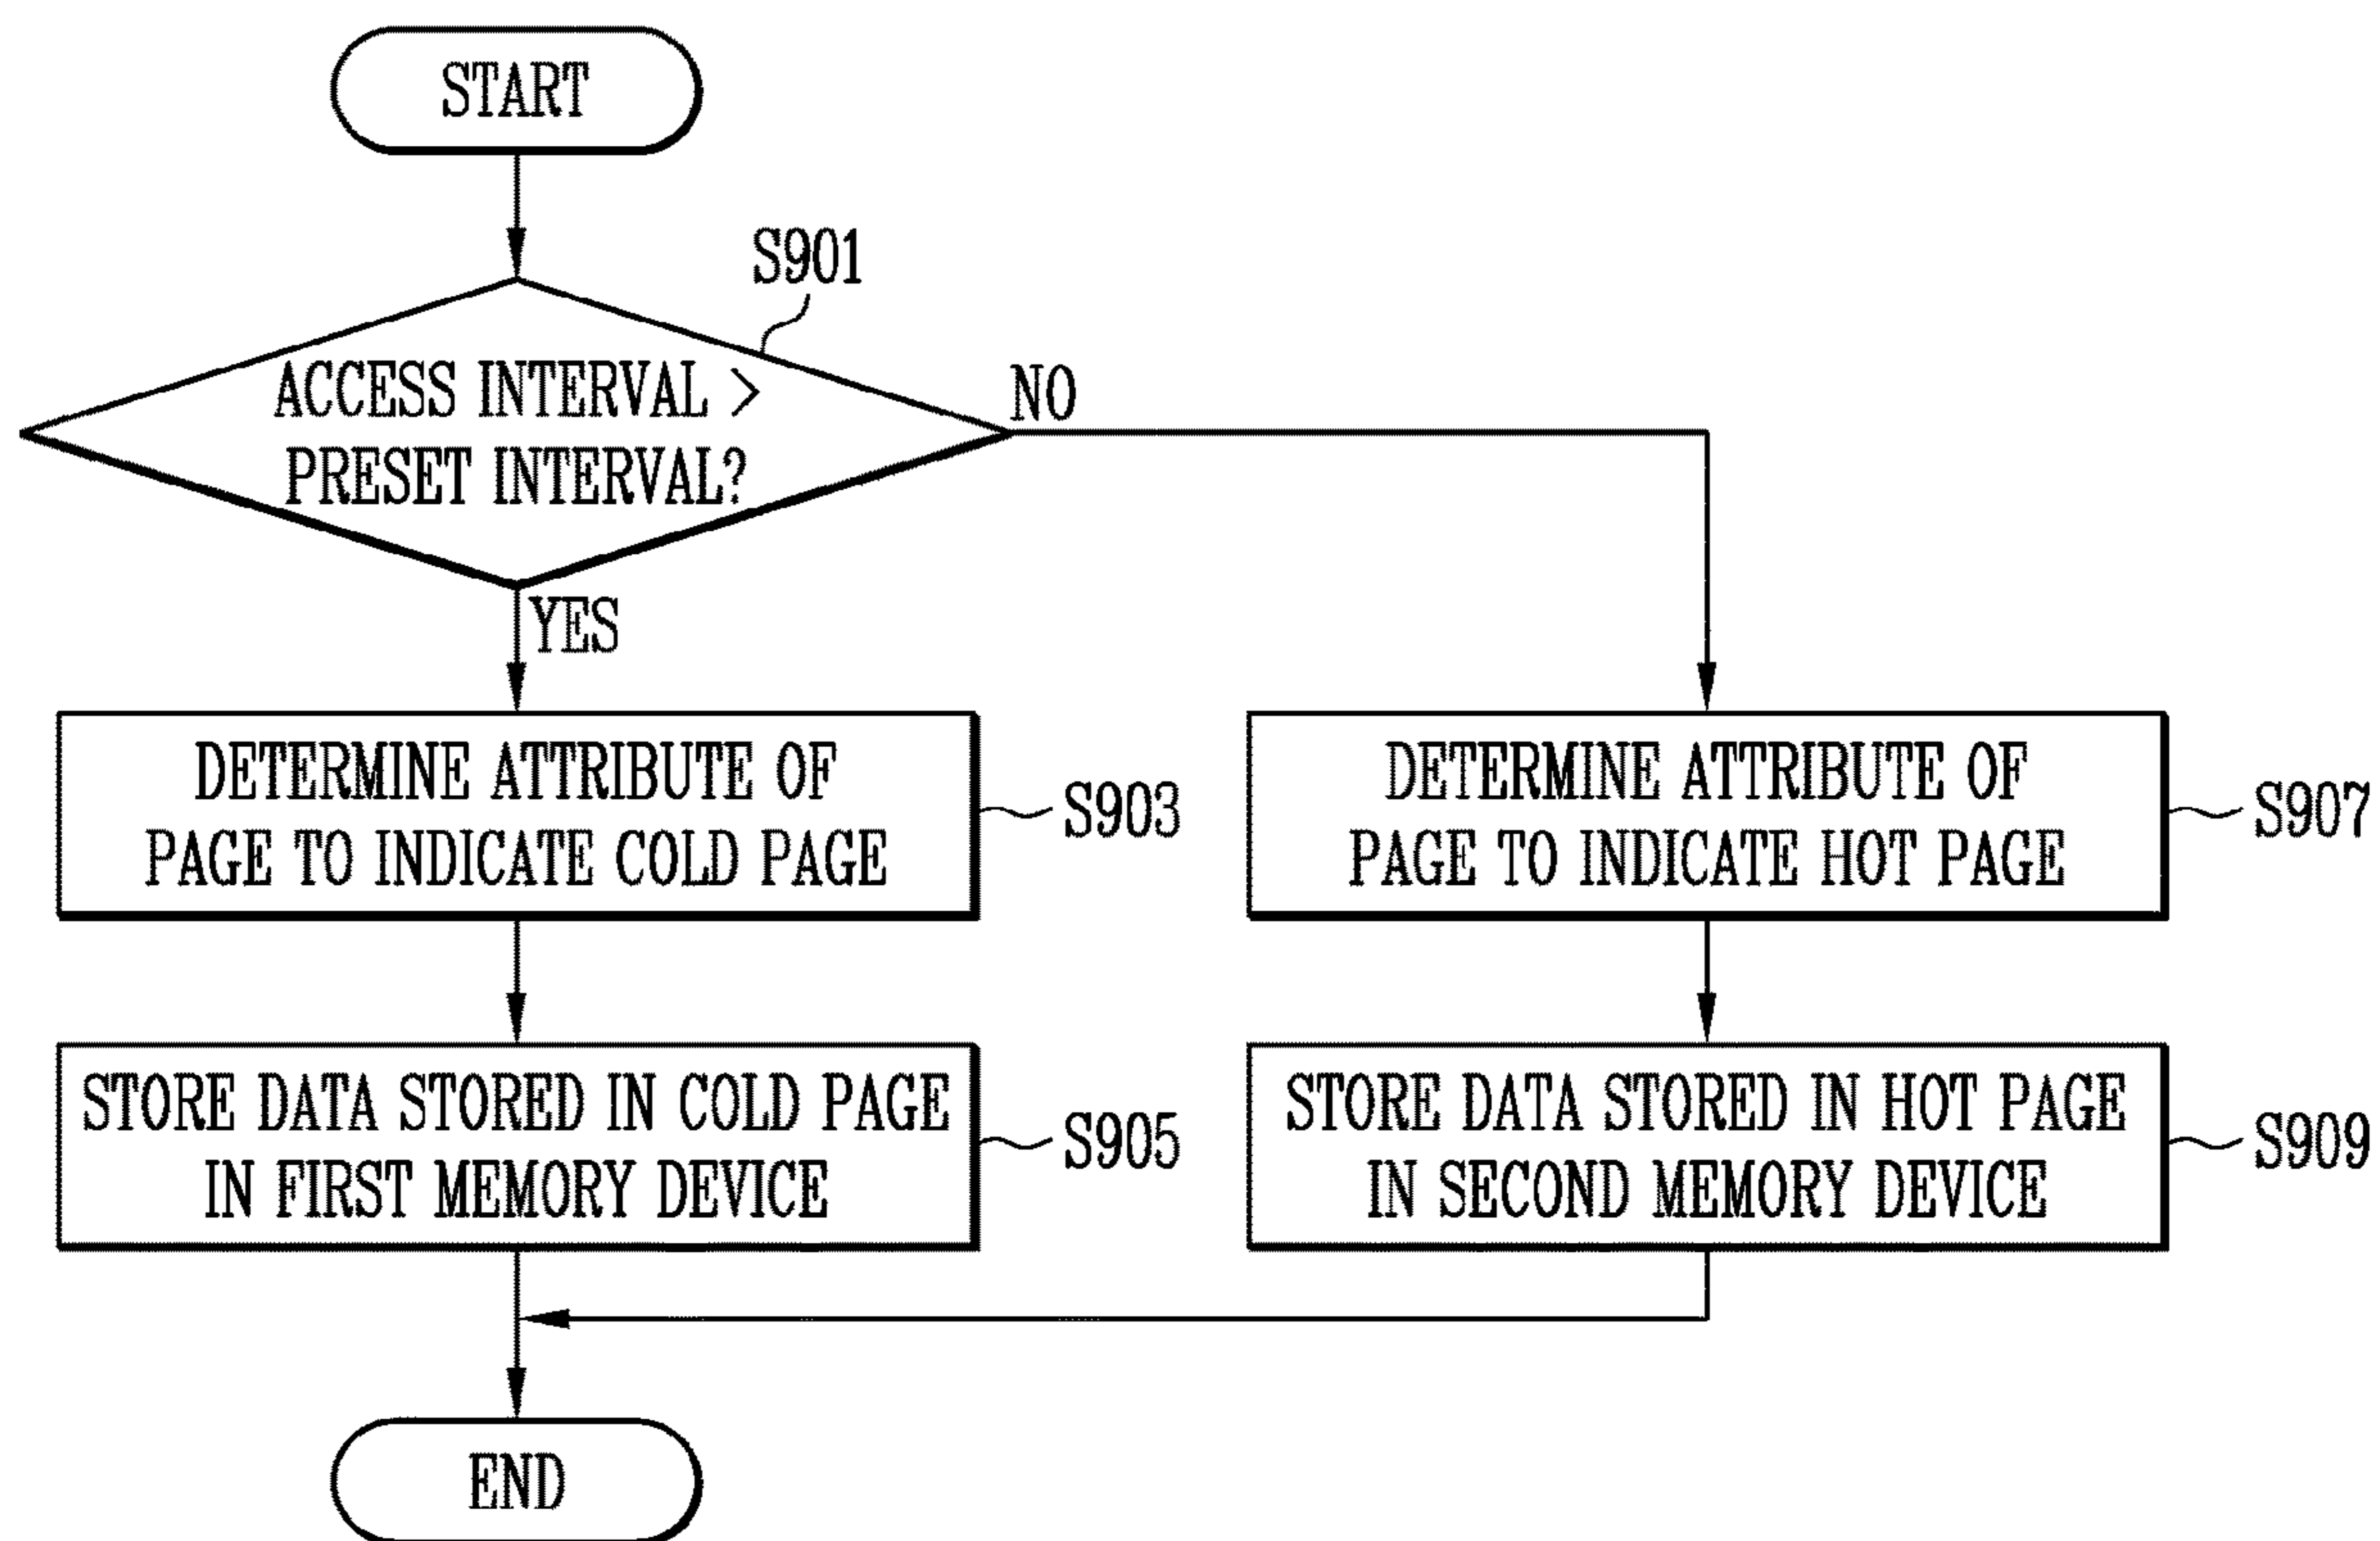 START
S901
ACCESS INTERVAL >
PRESET INTERVAL?
NO
YES
DETERMINE ATTRIBUTE OF
PAGE TO INDICATE COLD PAGE
S903
DETERMINE ATTRIBUTE OF
PAGE TO INDICATE HOT PAGE
S907
STORE DATA STORED IN COLD PAGE
IN FIRST MEMORY DEVICE
S905
STORE DATA STORED IN HOT PAGE
IN SECOND MEMORY DEVICE
S909
END